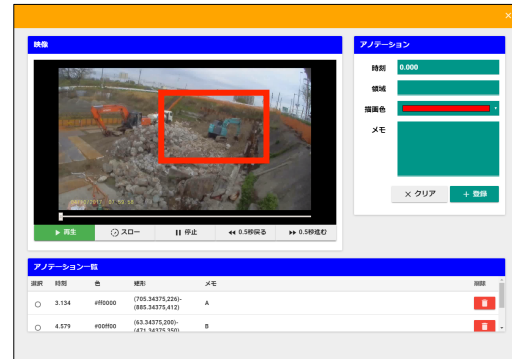 ×
映像
▶ 再生
スロー
停止
◀◀ 0.5秒戻る
▶▶ 0.5秒進む
アノテーション
時刻 0.000
領域
描画色
メモ
× クリア
+ 登録
アノテーション一覧
選択 時刻 色 矩形 メモ 削除
3.134 #ff0000 (705.34375,226)- A
(885.34375,412)
4.579 #00ff00 (63.34375,200)- B
(471.34375,350)